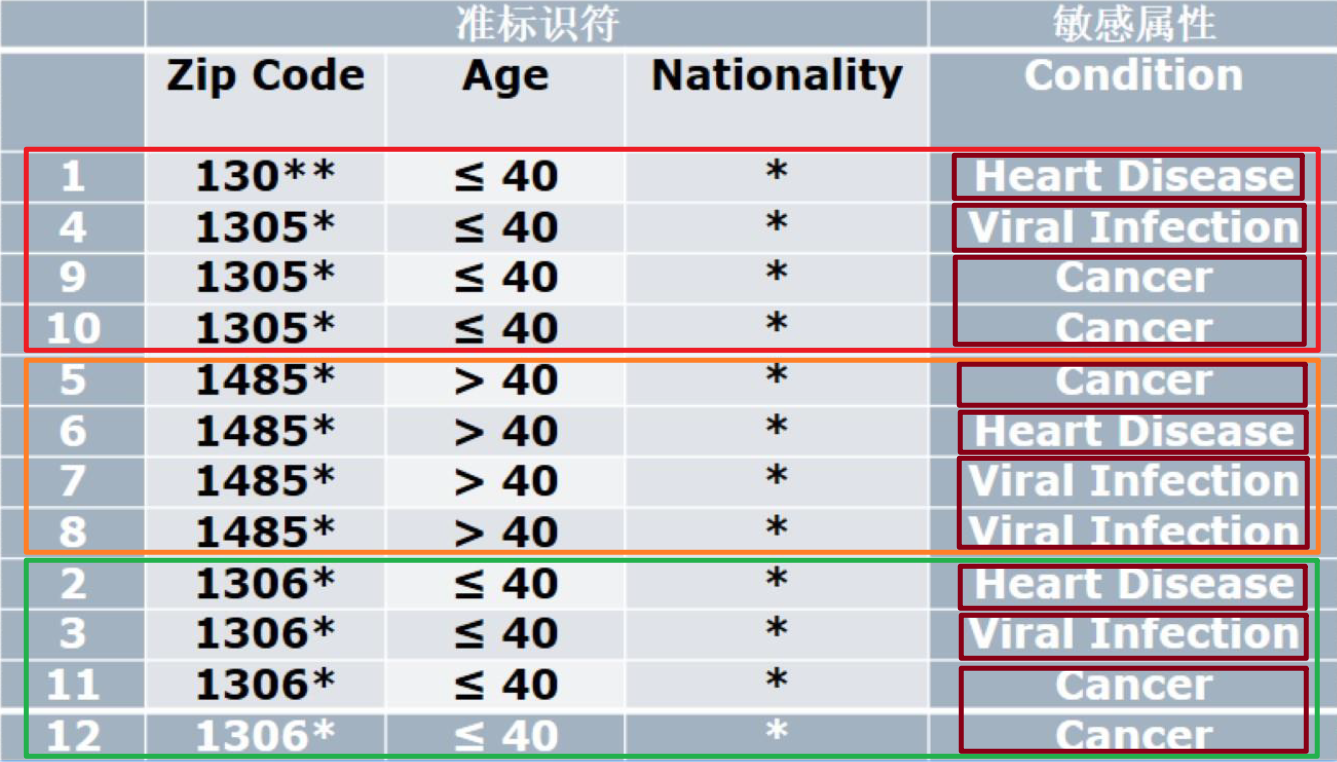 准标识符 敏感属性
Zip Code Age Nationality Condition
1 130** ≤ 40 * Heart Disease
4 1305* ≤ 40 * Viral Infection
9 1305* ≤ 40 * Cancer
10 1305* ≤ 40 * Cancer
5 1485* > 40 * Cancer
6 1485* > 40 * Heart Disease
7 1485* > 40 * Viral Infection
8 1485* > 40 * Viral Infection
2 1306* ≤ 40 * Heart Disease
3 1306* ≤ 40 * Viral Infection
11 1306* ≤ 40 * Cancer
12 1306* ≤ 40 * Cancer